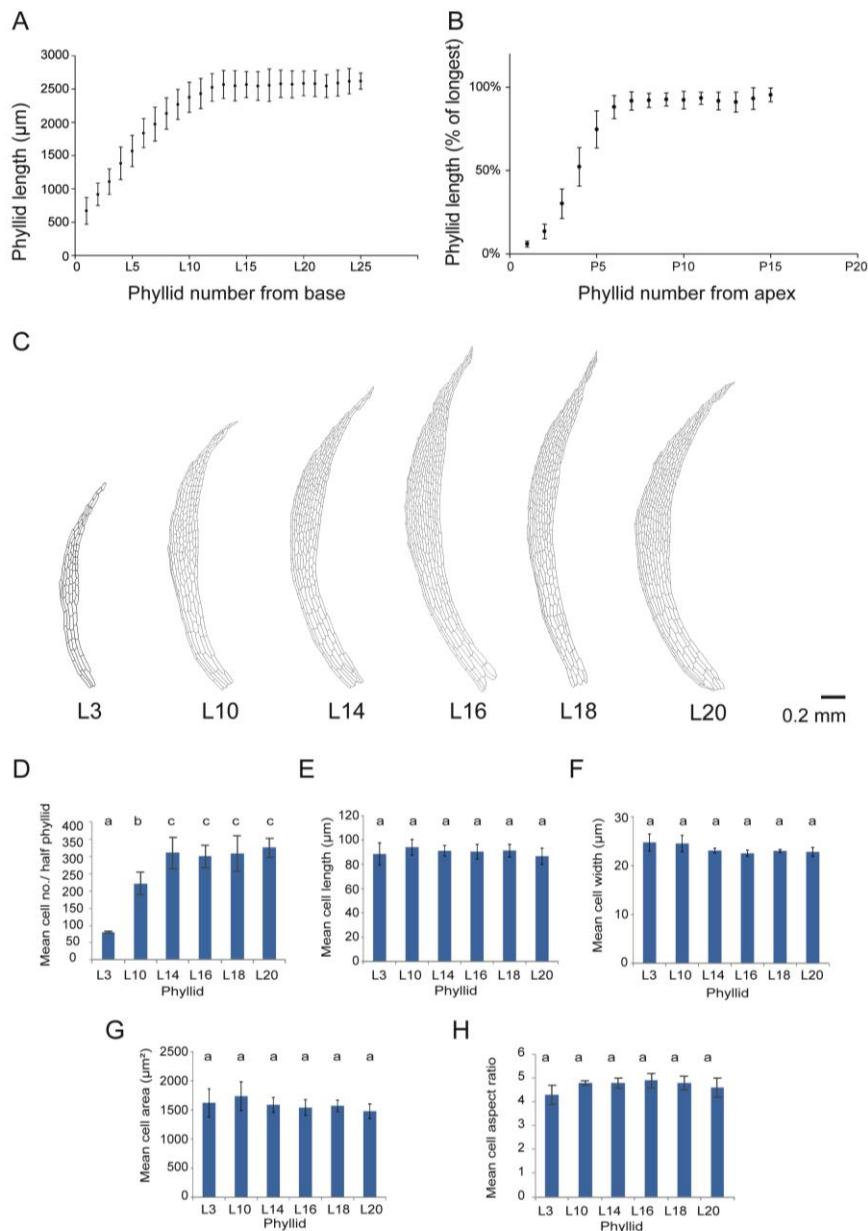 A
Phyllid length (µm)
3000
2500
2000
1500
1000
500
0
0
L5
L10
L15
L20
L25
Phyllid number from base
B
Phyllid length (% of longest)
100%
50%
0%
0
P5
P10
P15
P20
Phyllid number from apex
C
L3
L10
L14
L16
L18
L20
0.2 mm
D
Mean cell no./ half phyllid
400
350
300
250
200
150
100
50
0
a b c c c c
L3 L10 L14 L16 L18 L20
Phyllid
E
Mean cell length (µm)
120
100
80
60
40
20
0
a a a a a a
L3 L10 L14 L16 L18 L20
Phyllid
F
Mean cell width (µm)
30
20
10
0
a a a a a a
L3 L10 L14 L16 L18 L20
Phyllid
G
Mean cell area (µm²)
2500
2000
1500
1000
500
0
a a a a a a
L3 L10 L14 L16 L18 L20
Phyllid
H
Mean cell aspect ratio
6
5
4
3
2
1
0
a a a a a a
L3 L10 L14 L16 L18 L20
Phyllid